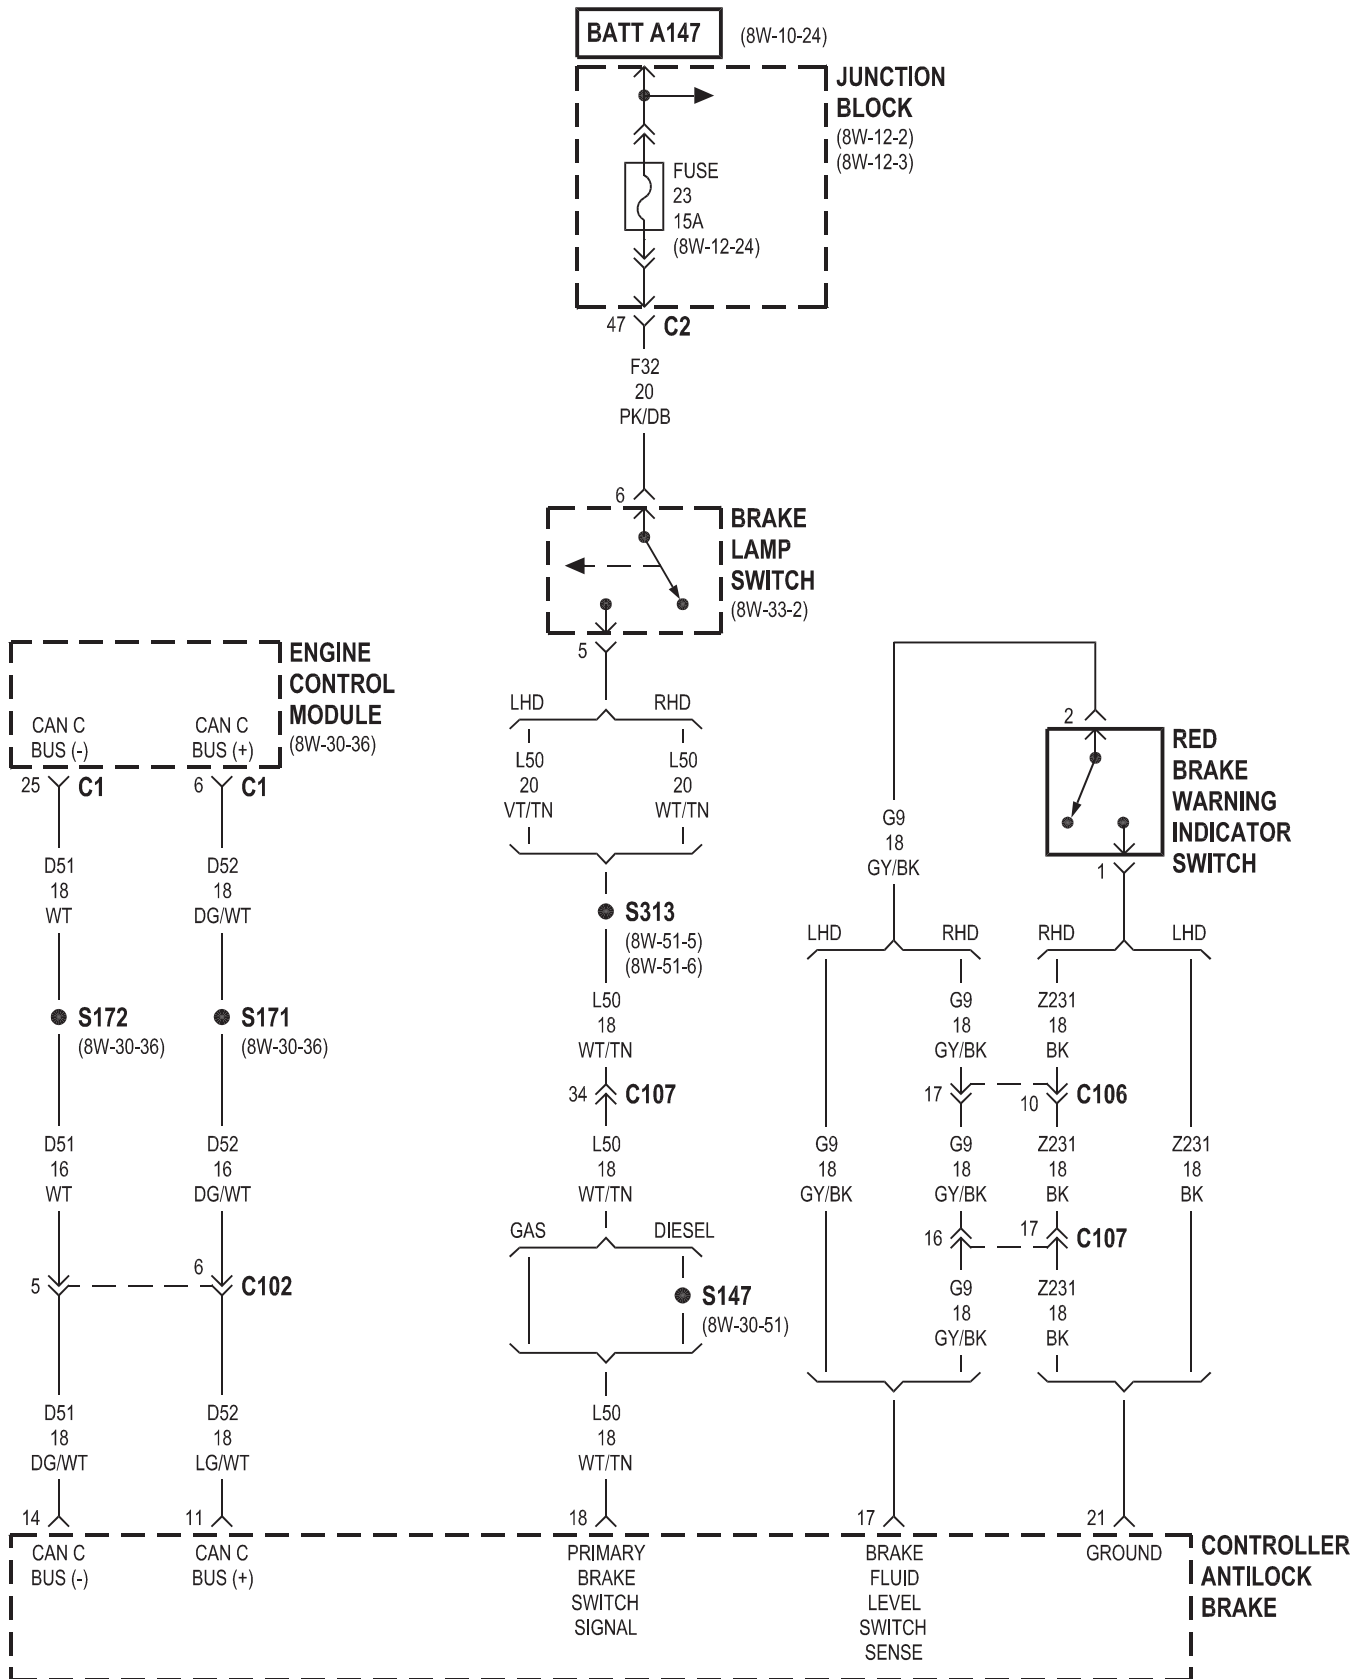 BATT A147 (8W-10-24)
JUNCTION
BLOCK
(8W-12-2)
(8W-12-3)
FUSE
23
15A
(8W-12-24)
47 C2
F32
20
PK/DB
6
BRAKE
LAMP
SWITCH
(8W-33-2)
5
LHD RHD
L50 L50
20 20
VT/TN WT/TN
S313
(8W-51-5)
(8W-51-6)
L50
18
WT/TN
34 C107
L50
18
WT/TN
GAS DIESEL
S147
(8W-30-51)
L50
18
WT/TN
18
ENGINE
CONTROL
MODULE
(8W-30-36)
CAN C CAN C
BUS (-) BUS (+)
25 C1 6 C1
D51 D52
18 18
WT DG/WT
S172 S171
(8W-30-36) (8W-30-36)
D51 D52
16 16
WT DG/WT
5 6 C102
D51 D52
18 18
DG/WT LG/WT
14 11
2
RED
BRAKE
WARNING
INDICATOR
SWITCH
1
G9
18
GY/BK
LHD RHD RHD LHD
G9 Z231
18 18
GY/BK BK
17 10 C106
G9 G9 Z231 Z231
18 18 18 18
GY/BK GY/BK BK BK
16 17 C107
G9 Z231
18 18
GY/BK BK
17 21
CONTROLLER
ANTILOCK
BRAKE
CAN C
BUS (-)
CAN C
BUS (+)
PRIMARY
BRAKE
SWITCH
SIGNAL
BRAKE
FLUID
LEVEL
SWITCH
SENSE
GROUND